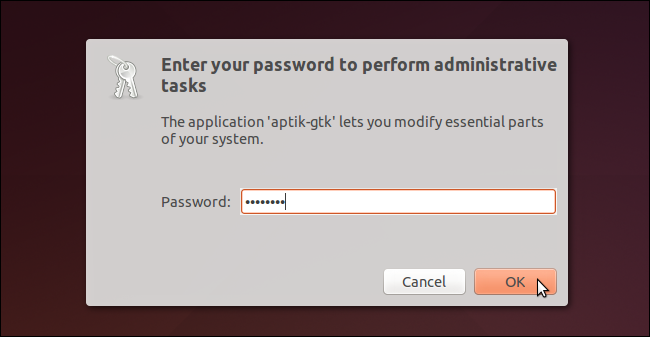 Enter your password to perform administrative
tasks
The application 'aptik-gtk' lets you modify essential parts
of your system.
Password: ••••••••
Cancel OK